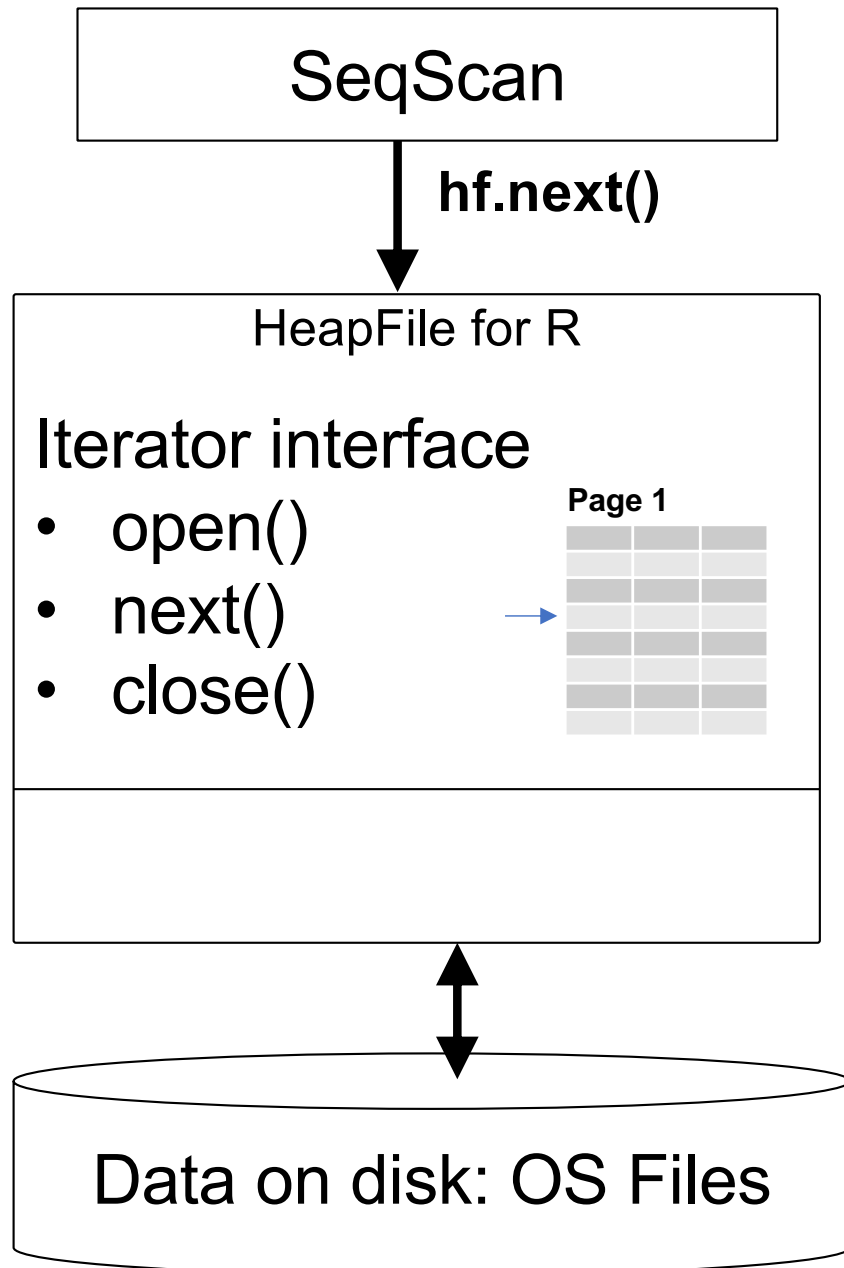 SeqScan
hf.next()
HeapFile for R
Iterator interface
• open()
• next()
• close()
Page 1
Data on disk: OS Files